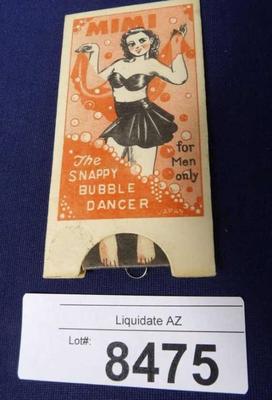 MIMI
The
SNAPPY
BUBBLE
DANCER
for
Men
only
JAPAN
Liquidate AZ
Lot#:
8475